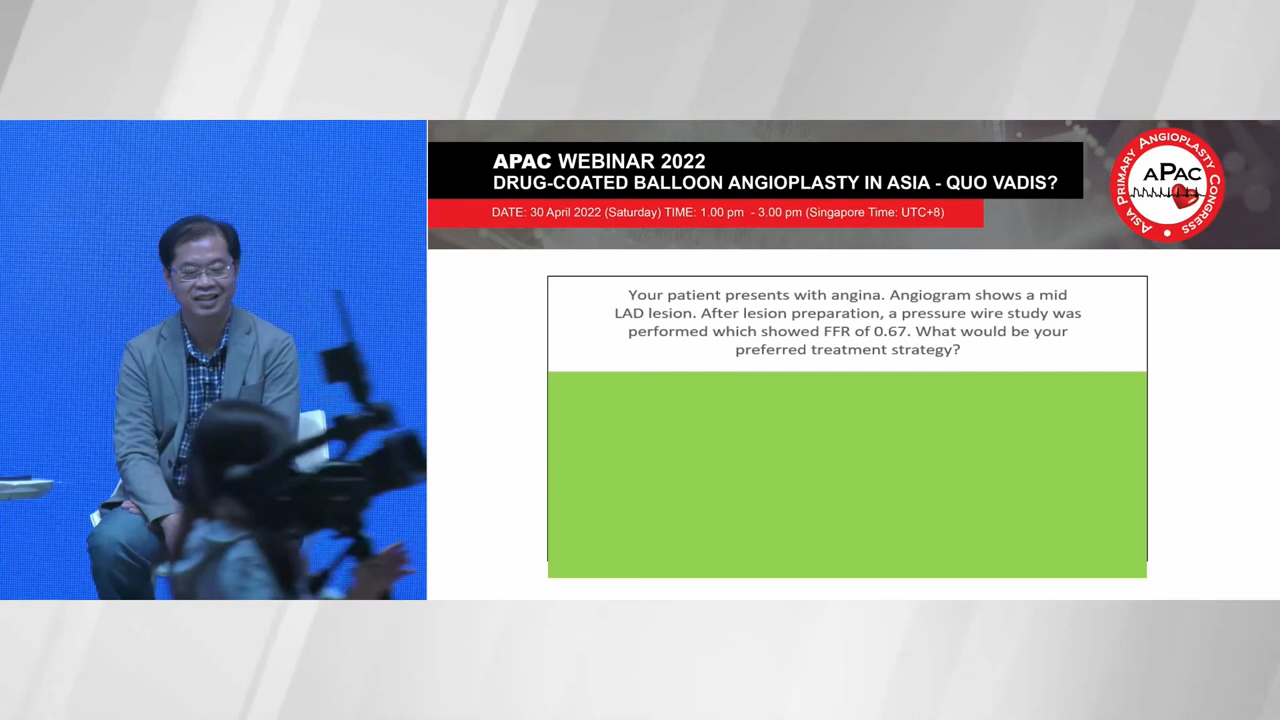 APAC WEBINAR 2022
DRUG-COATED BALLOON ANGIOPLASTY IN ASIA - QUO VADIS?
DATE: 30 April 2022 (Saturday) TIME: 1.00 pm - 3.00 pm (Singapore Time: UTC+8)
ASIA PRIMARY ANGIOPLASTY CONGRESS
aPAC
Your patient presents with angina. Angiogram shows a mid
LAD lesion. After lesion preparation, a pressure wire study was
performed which showed FFR of 0.67. What would be your
preferred treatment strategy?